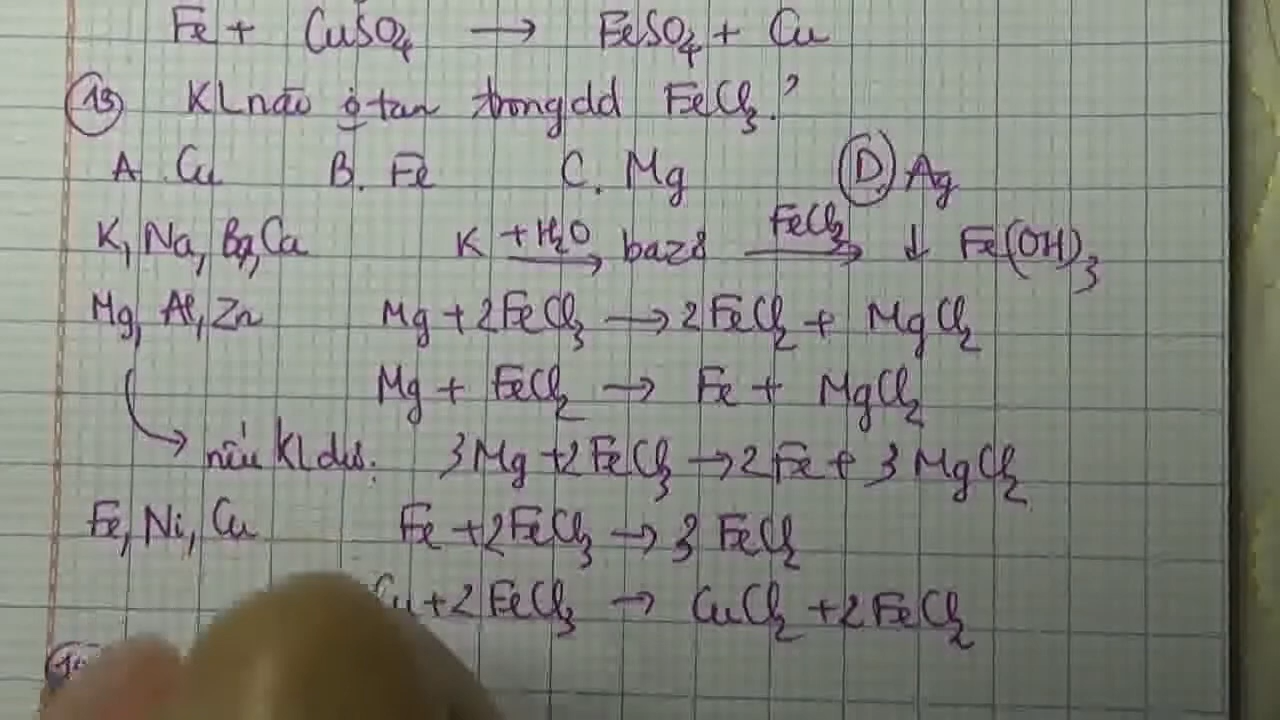 Fe + CuSO4 → FeSO4 + Cu
(13) KL nào ko tan trong dd FeCl3?
A. Cu B. Fe C. Mg (D.) Ag
K, Na, Ba, Ca K +H2O → bazơ FeCl3 → ↓ Fe(OH)3
Mg, Al, Zn Mg + 2FeCl3 → 2FeCl2 + MgCl2
Mg + FeCl2 → Fe + MgCl2
→ nếu KL dư: 3Mg + 2FeCl3 → 2Fe + 3MgCl2
Fe, Ni, Cu Fe + 2FeCl3 → 3FeCl2
Cu + 2FeCl3 → CuCl2 + 2FeCl2